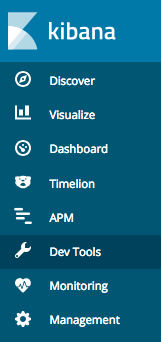 kibana
Discover
Visualize
Dashboard
Timelion
APM
Dev Tools
Monitoring
Management